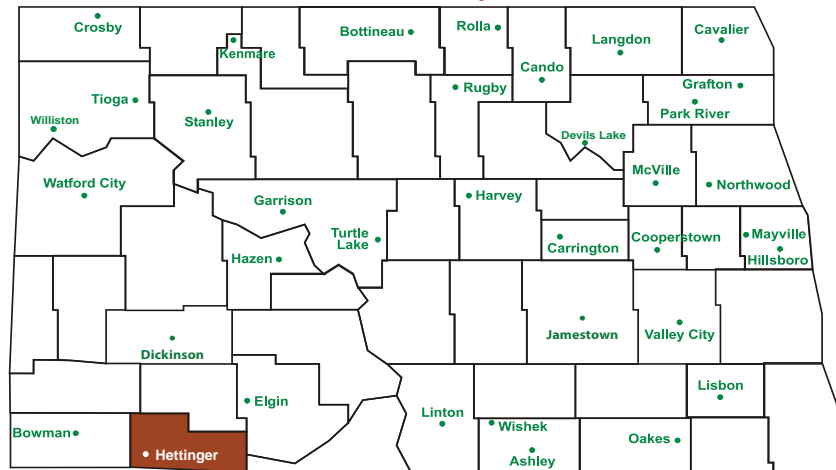 Crosby
Kenmare
Bottineau
Rolla
Langdon
Cavalier
Cando
Rugby
Grafton
Park River
Tioga
Williston
Stanley
Devils Lake
McVille
Northwood
Watford City
Garrison
Harvey
Turtle
Lake
Hazen
Carrington
Cooperstown
Mayville
Hillsboro
Jamestown
Valley City
Dickinson
Elgin
Lisbon
Linton
Wishek
Ashley
Oakes
Bowman
Hettinger